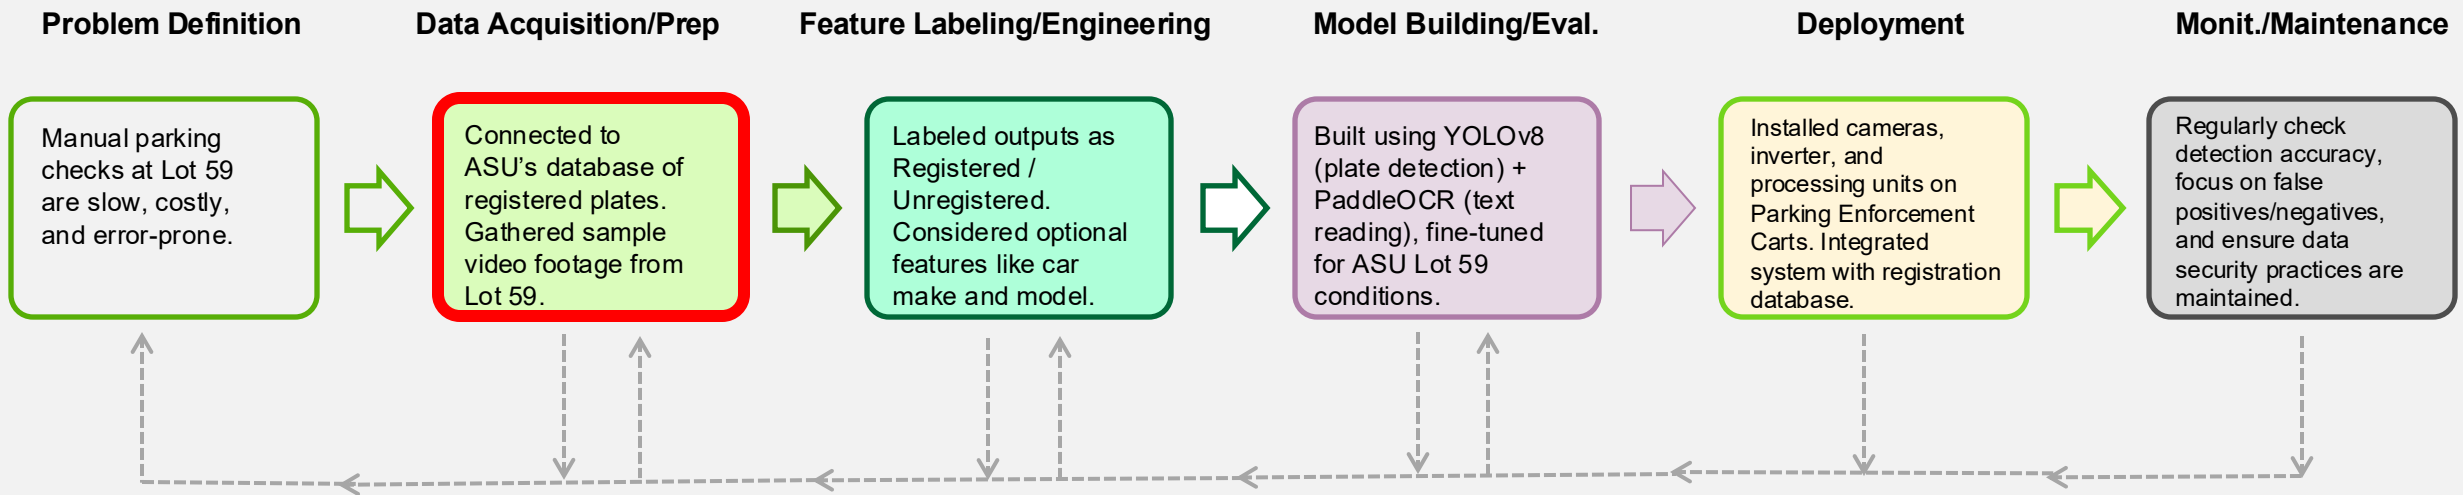 Problem Definition
Data Acquisition/Prep
Feature Labeling/Engineering
Model Building/Eval.
Deployment
Monit./Maintenance
Manual parking
checks at Lot 59
are slow, costly,
and error-prone.
Connected to
ASU’s database of
registered plates.
Gathered sample
video footage from
Lot 59.
Labeled outputs as
Registered /
Unregistered.
Considered optional
features like car
make and model.
Built using YOLOv8
(plate detection) +
PaddleOCR (text
reading), fine-tuned
for ASU Lot 59
conditions.
Installed cameras,
inverter, and
processing units on
Parking Enforcement
Carts. Integrated
system with registration
database.
Regularly check
detection accuracy,
focus on false
positives/negatives,
and ensure data
security practices are
maintained.